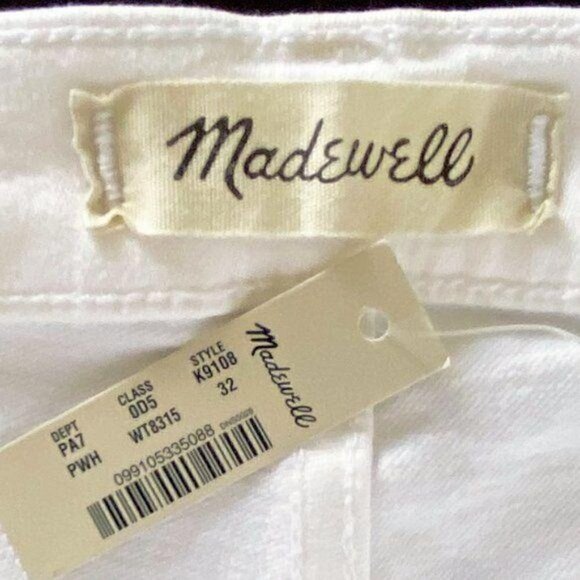 Madewell
Madewell
DEPT CLASS STYLE
PA7 0D5 K9108
PWH WT8315 32
099105335088